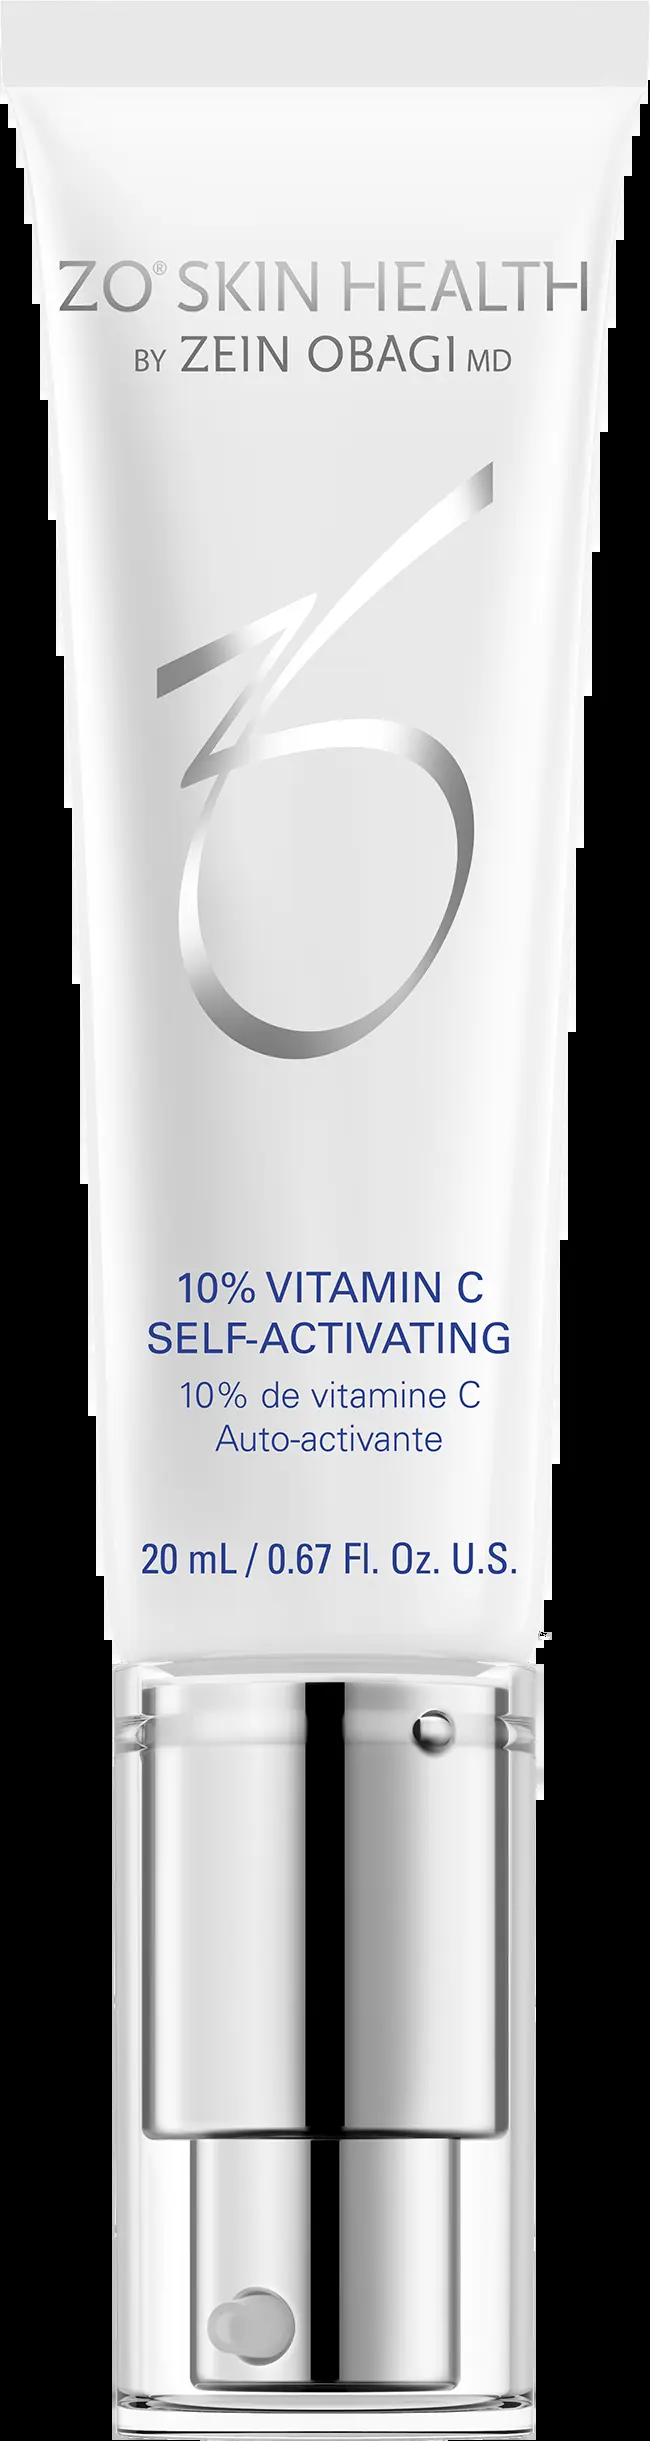 ZO® SKIN HEALTH
BY ZEIN OBAGI MD
10% VITAMIN C
SELF-ACTIVATING
10% de vitamine C
Auto-activante
20 mL / 0.67 Fl. Oz. U.S.